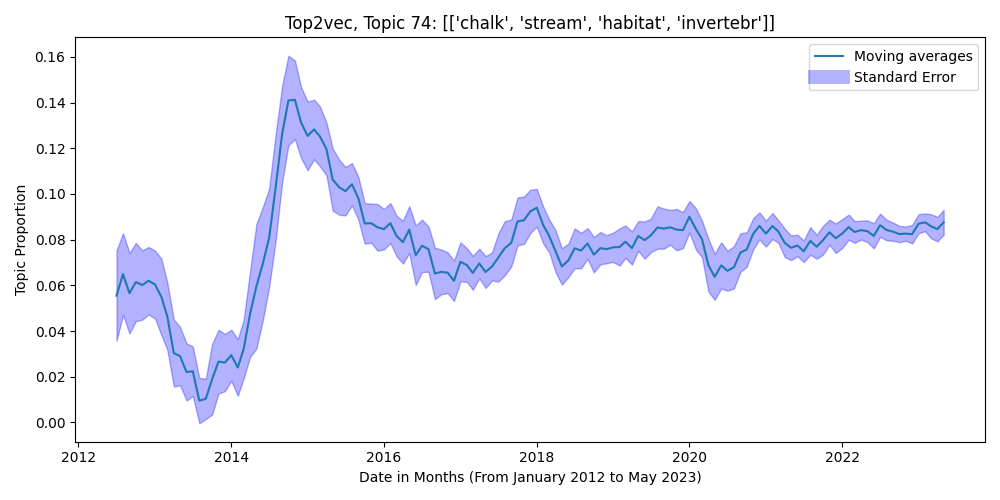 Top2vec, Topic 74: [['chalk', 'stream', 'habitat', 'invertebr']]
Moving averages
Standard Error
Topic Proportion
0.16
0.14
0.12
0.10
0.08
0.06
0.04
0.02
0.00
2012 2014 2016 2018 2020 2022
Date in Months (From January 2012 to May 2023)